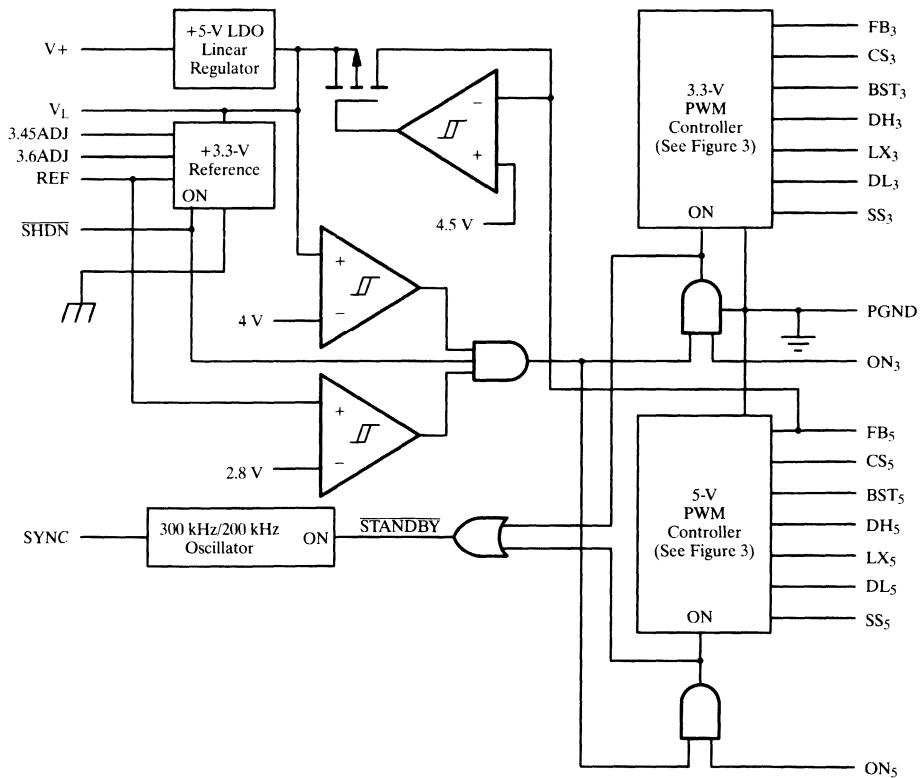 V+
+5-V LDO
Linear
Regulator
VL
3.45ADJ
3.6ADJ
REF
SHDN
+3.3-V
Reference
ON
−
+
4.5 V
+
−
4 V
+
−
2.8 V
SYNC
300 kHz/200 kHz
Oscillator
ON
STANDBY
3.3-V
PWM
Controller
(See Figure 3)
ON
FB3
CS3
BST3
DH3
LX3
DL3
SS3
PGND
ON3
5-V
PWM
Controller
(See Figure 3)
ON
FB5
CS5
BST5
DH5
LX5
DL5
SS5
ON5